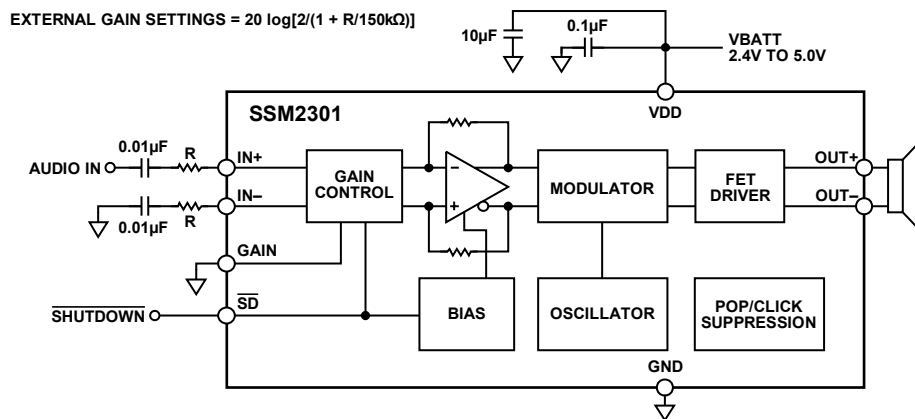 EXTERNAL GAIN SETTINGS = 20 log[2/(1 + R/150kΩ)]
10µF
0.1µF
VBATT
2.4V TO 5.0V
VDD
SSM2301
0.01µF
R
AUDIO IN
IN+
IN–
0.01µF
R
GAIN
CONTROL
–
+
MODULATOR
FET
DRIVER
OUT+
OUT–
GAIN
SHUTDOWN
SD
BIAS
OSCILLATOR
POP/CLICK
SUPPRESSION
GND